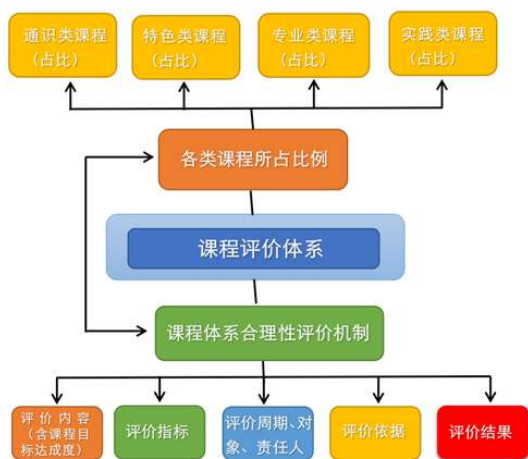 通识类课程
（占比）
特色类课程
（占比）
专业类课程
（占比）
实践类课程
（占比）
各类课程所占比例
课程评价体系
课程体系合理性评价机制
评价内容
（含课程目
标达成度）
评价指标
评价周期、对
象、责任人
评价依据
评价结果